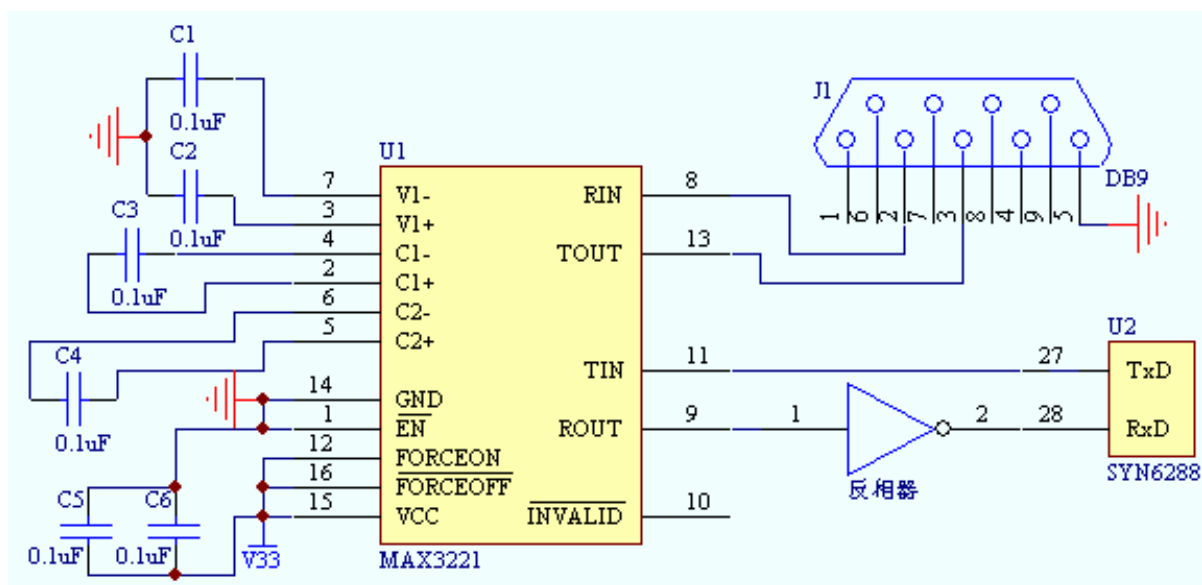 C1
0.1uF
C2
0.1uF
C3
0.1uF
C4
0.1uF
C5
0.1uF
C6
0.1uF
V33
U1
7 V1-
3 V1+
4 C1-
2 C1+
6 C2-
5 C2+
14 GND
1 EN
12 FORCEON
16 FORCEOFF
15 VCC
RIN 8
TOUT 13
TIN 11
ROUT 9
INVALID 10
MAX3221
J1
DB9
1 6 2 7 3 8 4 9 5
1 2
反相器
U2
27 TxD
28 RxD
SYN6288